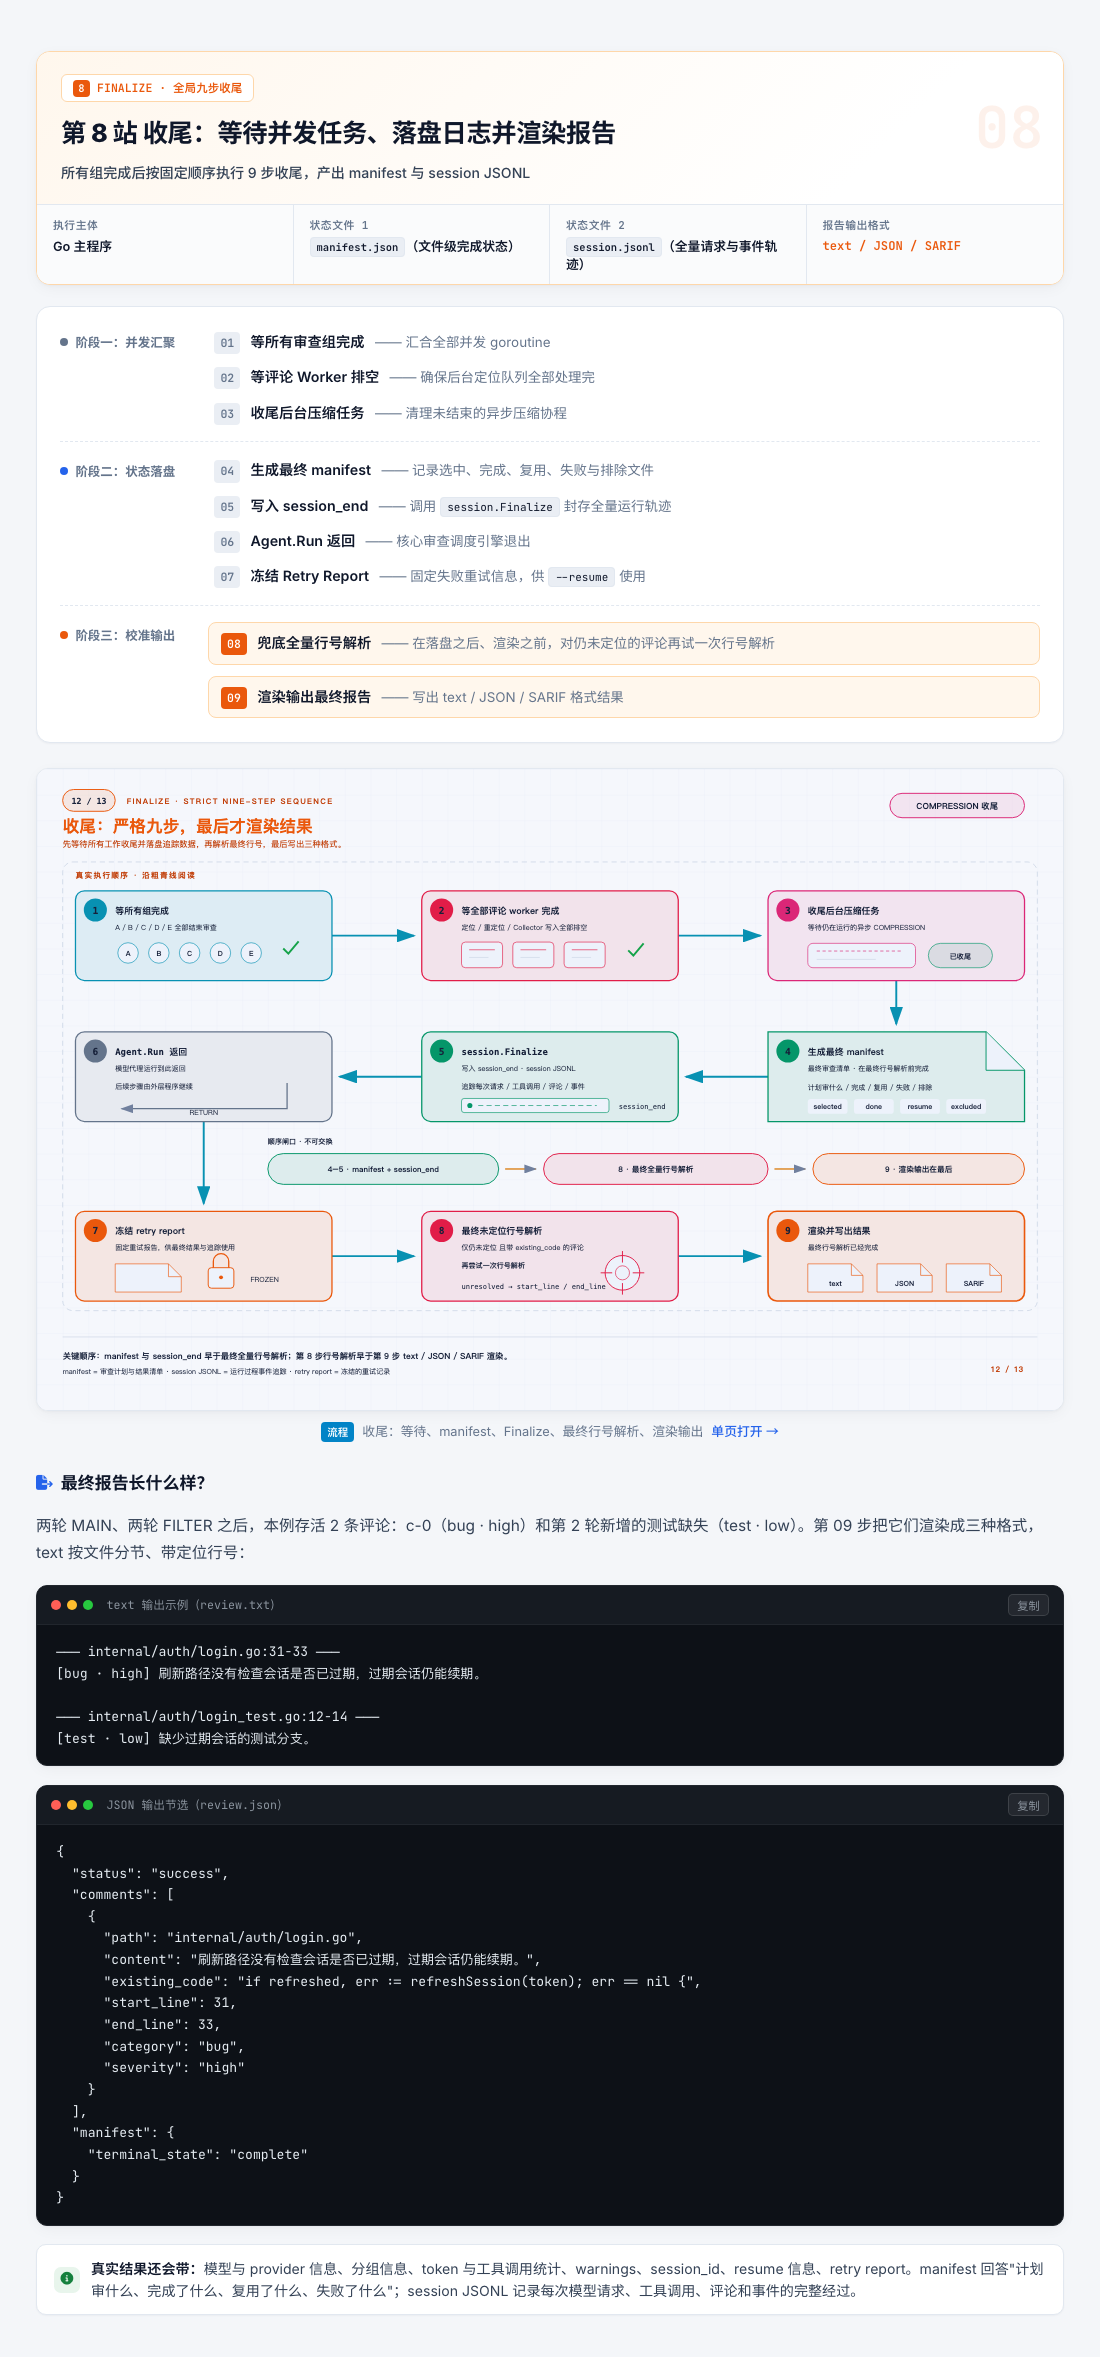 8 FINALIZE · 全局九步收尾
第 8 站 收尾：等待并发任务、落盘日志并渲染报告
08
所有组完成后按固定顺序执行 9 步收尾，产出 manifest 与 session JSONL
执行主体
Go 主程序
状态文件 1
manifest.json（文件级完成状态）
状态文件 2
session.jsonl（全量请求与事件轨
迹）
报告输出格式
text / JSON / SARIF
阶段一：并发汇聚
01 等所有审查组完成 —— 汇合全部并发 goroutine
02 等评论 Worker 排空 —— 确保后台定位队列全部处理完
03 收尾后台压缩任务 —— 清理未结束的异步压缩协程
阶段二：状态落盘
04 生成最终 manifest —— 记录选中、完成、复用、失败与排除文件
05 写入 session_end —— 调用 session.Finalize 封存全量运行轨迹
06 Agent.Run 返回 —— 核心审查调度引擎退出
07 冻结 Retry Report —— 固定失败重试信息，供 --resume 使用
阶段三：校准输出
08 兜底全量行号解析 —— 在落盘之后、渲染之前，对仍未定位的评论再试一次行号解析
09 渲染输出最终报告 —— 写出 text / JSON / SARIF 格式结果
12 / 13 FINALIZE · STRICT NINE-STEP SEQUENCE
COMPRESSION 收尾
收尾：严格九步，最后才渲染结果
先等待所有工作收尾并落盘追踪数据，再解析最终行号，最后写出三种格式。
真实执行顺序 · 沿粗青线阅读
1 等所有组完成
A / B / C / D / E 全部结束审查
A B C D E
2 等全部评论 worker 完成
定位 / 重定位 / Collector 写入全部排空
3 收尾后台压缩任务
等待仍在运行的异步 COMPRESSION
已收尾
6 Agent.Run 返回
模型代理运行到此返回
后续步骤由外层程序继续
RETURN
5 session.Finalize
写入 session_end · session JSONL
追踪每次请求 / 工具调用 / 评论 / 事件
session_end
4 生成最终 manifest
最终审查清单 · 在最终行号解析前完成
计划审什么 / 完成 / 复用 / 失败 / 排除
selected done resume excluded
顺序闸口 · 不可交换
4—5 · manifest + session_end
8 · 最终全量行号解析
9 · 渲染输出在最后
7 冻结 retry report
固定重试报告，供最终结果与追踪使用
FROZEN
8 最终未定位行号解析
仅仍未定位 且带 existing_code 的评论
再尝试一次行号解析
unresolved → start_line / end_line
9 渲染并写出结果
最终行号解析已经完成
text JSON SARIF
关键顺序：manifest 与 session_end 早于最终全量行号解析；第 8 步行号解析早于第 9 步 text / JSON / SARIF 渲染。
manifest = 审查计划与结果清单 · session JSONL = 运行过程事件追踪 · retry report = 冻结的重试记录
12 / 13
流程 收尾：等待、manifest、Finalize、最终行号解析、渲染输出 单页打开 →
最终报告长什么样？
两轮 MAIN、两轮 FILTER 之后，本例存活 2 条评论：c-0（bug · high）和第 2 轮新增的测试缺失（test · low）。第 09 步把它们渲染成三种格式，
text 按文件分节、带定位行号：
text 输出示例（review.txt）
复制
─── internal/auth/login.go:31-33 ───
[bug · high] 刷新路径没有检查会话是否已过期，过期会话仍能续期。
─── internal/auth/login_test.go:12-14 ───
[test · low] 缺少过期会话的测试分支。
JSON 输出节选（review.json）
复制
{
"status": "success",
"comments": [
{
"path": "internal/auth/login.go",
"content": "刷新路径没有检查会话是否已过期，过期会话仍能续期。",
"existing_code": "if refreshed, err := refreshSession(token); err == nil {",
"start_line": 31,
"end_line": 33,
"category": "bug",
"severity": "high"
}
],
"manifest": {
"terminal_state": "complete"
}
}
真实结果还会带：模型与 provider 信息、分组信息、token 与工具调用统计、warnings、session_id、resume 信息、retry report。manifest 回答"计划
审什么、完成了什么、复用了什么、失败了什么"；session JSONL 记录每次模型请求、工具调用、评论和事件的完整经过。